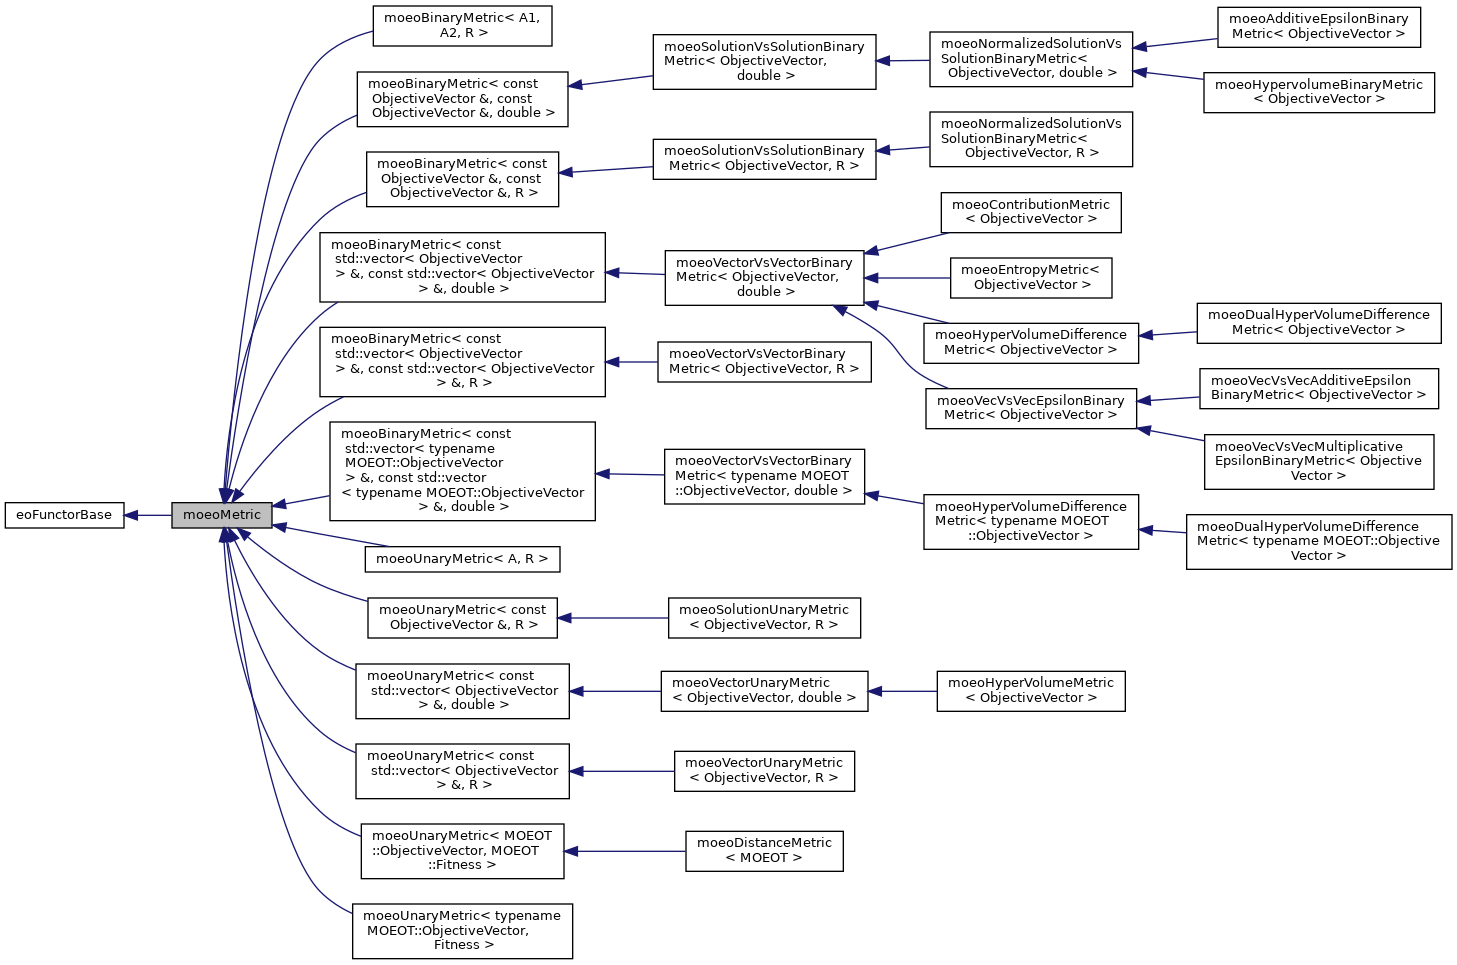 eoFunctorBase
moeoMetric
moeoBinaryMetric< A1,
A2, R >
moeoBinaryMetric< const
ObjectiveVector &, const
ObjectiveVector &, double >
moeoSolutionVsSolutionBinary
Metric< ObjectiveVector,
double >
moeoNormalizedSolutionVs
SolutionBinaryMetric<
ObjectiveVector, double >
moeoAdditiveEpsilonBinary
Metric< ObjectiveVector >
moeoHypervolumeBinaryMetric
< ObjectiveVector >
moeoBinaryMetric< const
ObjectiveVector &, const
ObjectiveVector &, R >
moeoSolutionVsSolutionBinary
Metric< ObjectiveVector, R >
moeoNormalizedSolutionVs
SolutionBinaryMetric<
ObjectiveVector, R >
moeoBinaryMetric< const
std::vector< ObjectiveVector
> &, const std::vector< ObjectiveVector
> &, double >
moeoVectorVsVectorBinary
Metric< ObjectiveVector,
double >
moeoContributionMetric
< ObjectiveVector >
moeoEntropyMetric<
ObjectiveVector >
moeoHyperVolumeDifference
Metric< ObjectiveVector >
moeoDualHyperVolumeDifference
Metric< ObjectiveVector >
moeoVecVsVecEpsilonBinary
Metric< ObjectiveVector >
moeoVecVsVecAdditiveEpsilon
BinaryMetric< ObjectiveVector >
moeoVecVsVecMultiplicative
EpsilonBinaryMetric< Objective
Vector >
moeoBinaryMetric< const
std::vector< ObjectiveVector
> &, const std::vector< ObjectiveVector
> &, R >
moeoVectorVsVectorBinary
Metric< ObjectiveVector, R >
moeoBinaryMetric< const
std::vector< typename
MOEOT::ObjectiveVector
> &, const std::vector
< typename MOEOT::ObjectiveVector
> &, double >
moeoVectorVsVectorBinary
Metric< typename MOEOT
::ObjectiveVector, double >
moeoHyperVolumeDifference
Metric< typename MOEOT
::ObjectiveVector >
moeoDualHyperVolumeDifference
Metric< typename MOEOT::Objective
Vector >
moeoUnaryMetric< A, R >
moeoUnaryMetric< const
ObjectiveVector &, R >
moeoSolutionUnaryMetric
< ObjectiveVector, R >
moeoUnaryMetric< const
std::vector< ObjectiveVector
> &, double >
moeoVectorUnaryMetric
< ObjectiveVector, double >
moeoHyperVolumeMetric
< ObjectiveVector >
moeoUnaryMetric< const
std::vector< ObjectiveVector
> &, R >
moeoVectorUnaryMetric
< ObjectiveVector, R >
moeoUnaryMetric< MOEOT
::ObjectiveVector, MOEOT
::Fitness >
moeoDistanceMetric
< MOEOT >
moeoUnaryMetric< typename
MOEOT::ObjectiveVector,
Fitness >